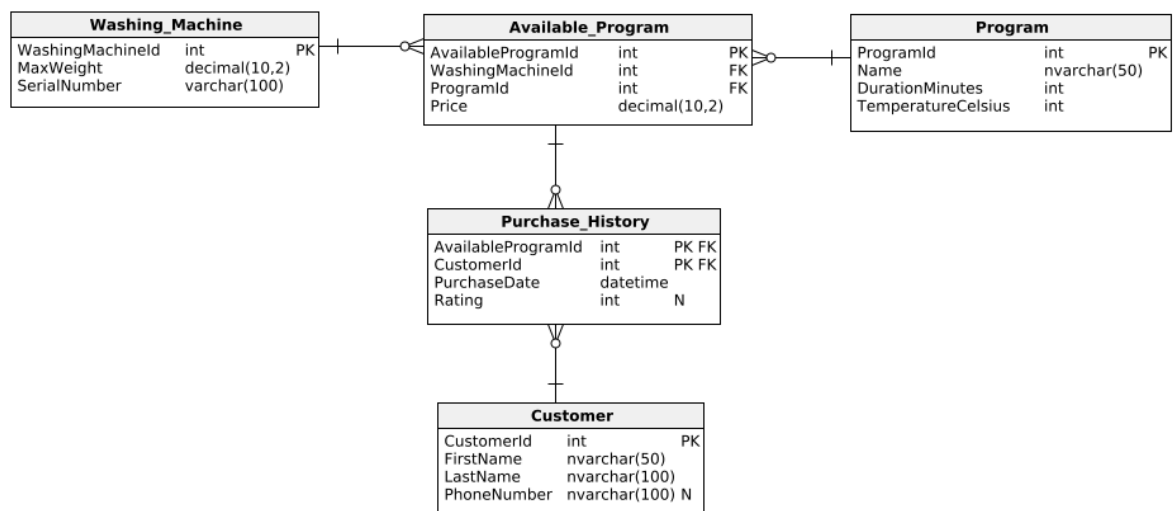 Washing_Machine
WashingMachineId int PK
MaxWeight decimal(10,2)
SerialNumber varchar(100)
Available_Program
AvailableProgramId int PK
WashingMachineId int FK
ProgramId int FK
Price decimal(10,2)
Program
ProgramId int PK
Name nvarchar(50)
DurationMinutes int
TemperatureCelsius int
Purchase_History
AvailableProgramId int PK FK
CustomerId int PK FK
PurchaseDate datetime
Rating int N
Customer
CustomerId int PK
FirstName nvarchar(50)
LastName nvarchar(100)
PhoneNumber nvarchar(100) N